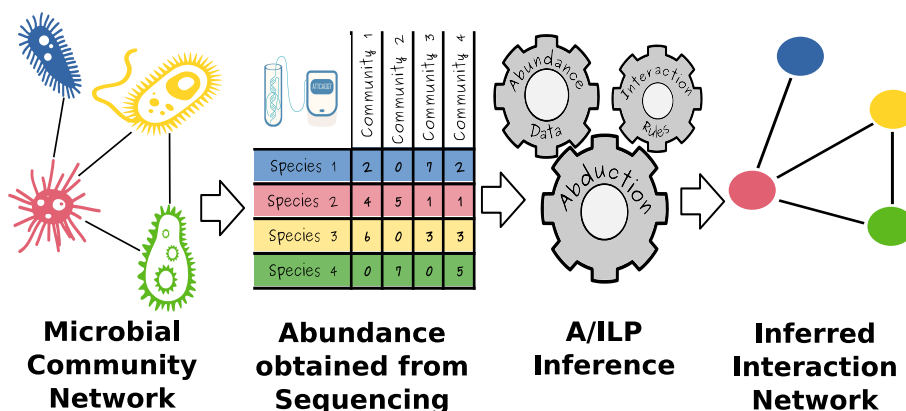 ATTCAGGT
Community 1
Community 2
Community 3
Community 4
Species 1 2 0 7 2
Species 2 4 5 1 1
Species 3 6 0 3 3
Species 4 0 7 0 5
Abundance
Data
Interaction
Rules
Abduction
Microbial
Community
Network
Abundance
obtained from
Sequencing
A/ILP
Inference
Inferred
Interaction
Network